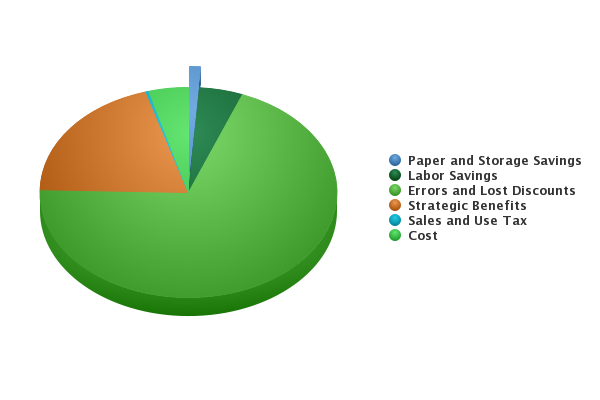 Paper and Storage Savings
Labor Savings
Errors and Lost Discounts
Strategic Benefits
Sales and Use Tax
Cost